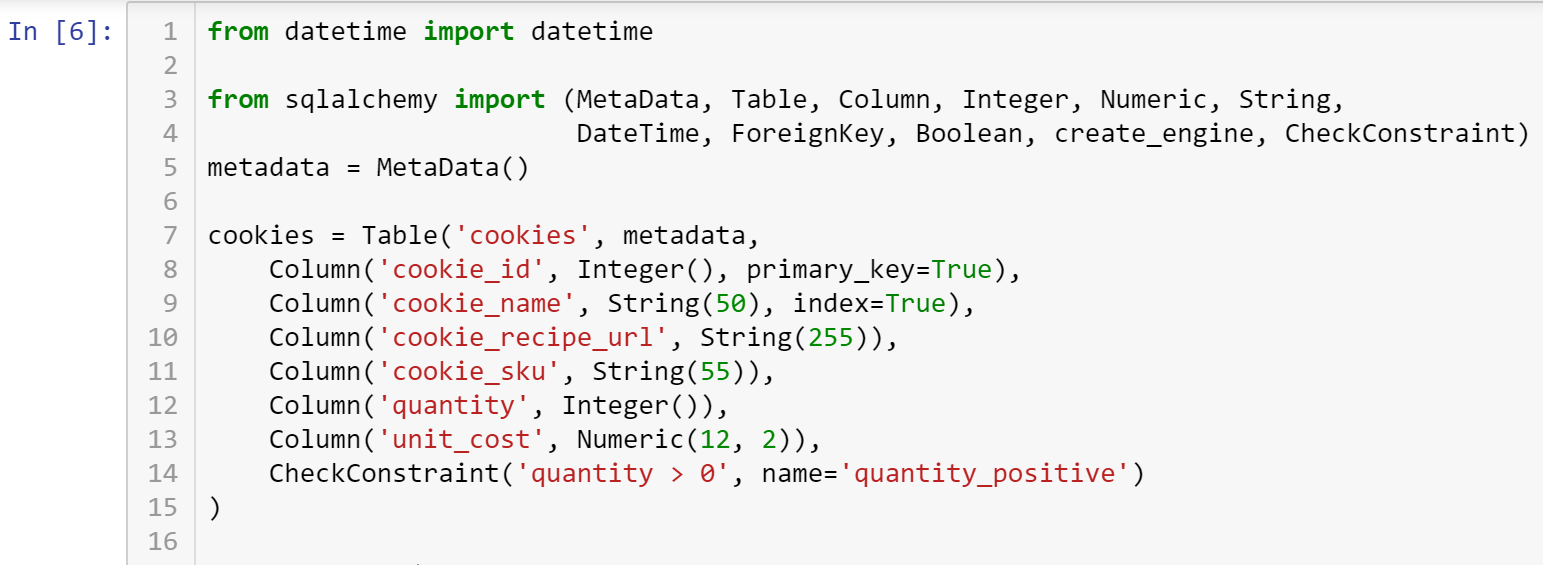 In [6]:
1 from datetime import datetime
2
3 from sqlalchemy import (MetaData, Table, Column, Integer, Numeric, String,
4                         DateTime, ForeignKey, Boolean, create_engine, CheckConstraint)
5 metadata = MetaData()
6
7 cookies = Table('cookies', metadata,
8     Column('cookie_id', Integer(), primary_key=True),
9     Column('cookie_name', String(50), index=True),
10     Column('cookie_recipe_url', String(255)),
11     Column('cookie_sku', String(55)),
12     Column('quantity', Integer()),
13     Column('unit_cost', Numeric(12, 2)),
14     CheckConstraint('quantity > 0', name='quantity_positive')
15 )
16